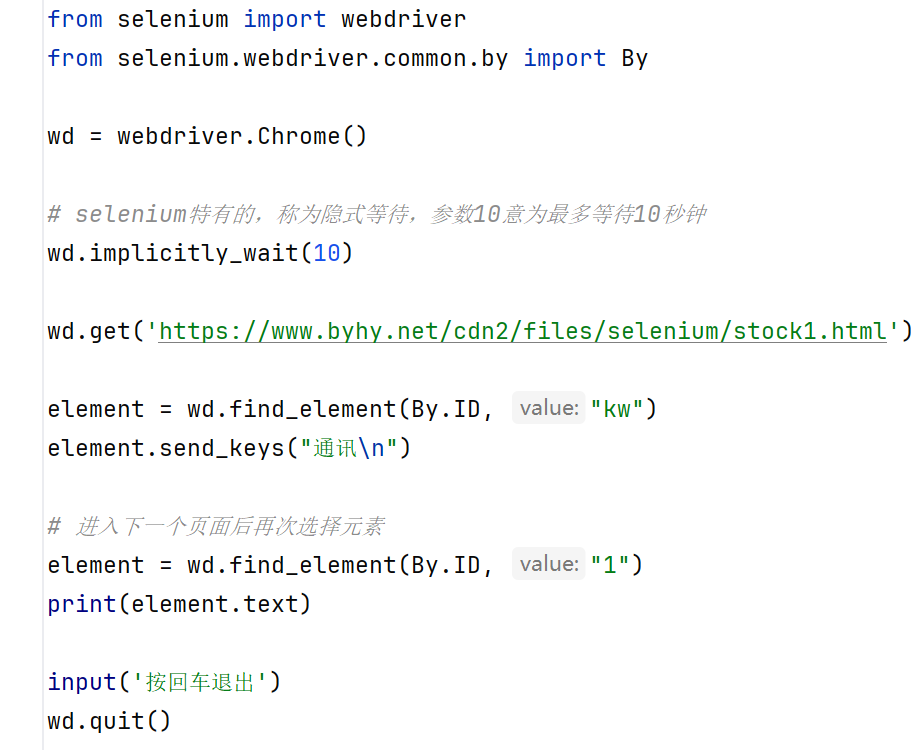 from selenium import webdriver
from selenium.webdriver.common.by import By
wd = webdriver.Chrome()
# selenium特有的，称为隐式等待，参数10意为最多等待10秒钟
wd.implicitly_wait(10)
wd.get('https://www.byhy.net/cdn2/files/selenium/stock1.html')
element = wd.find_element(By.ID, value: "kw")
element.send_keys("通讯\n")
# 进入下一个页面后再次选择元素
element = wd.find_element(By.ID, value: "1")
print(element.text)
input('按回车退出')
wd.quit()